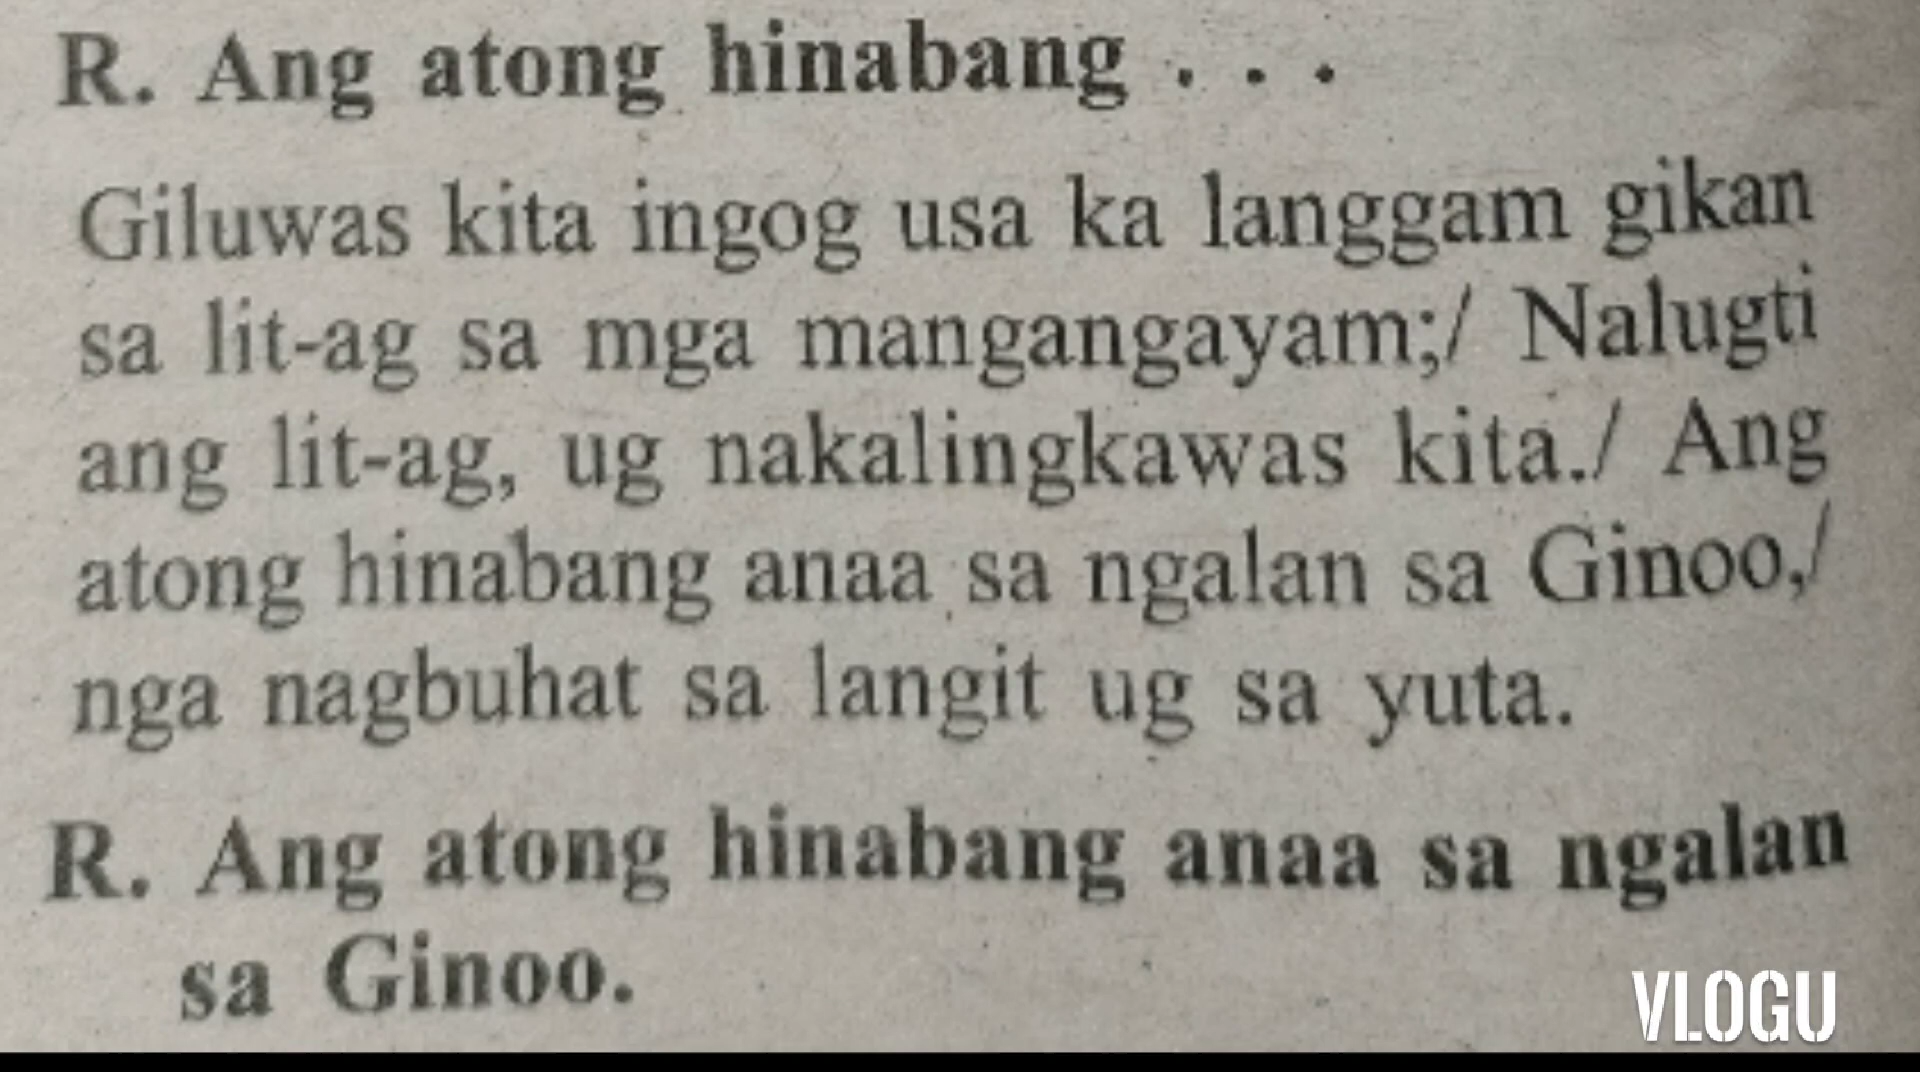 R. Ang atong hinabang . . .
Giluwas kita ingog usa ka langgam gikan
sa lit-ag sa mga mangangayam;/ Nalugti
ang lit-ag, ug nakalingkawas kita./ Ang
atong hinabang anaa sa ngalan sa Ginoo,/
nga nagbuhat sa langit ug sa yuta.
R. Ang atong hinabang anaa sa ngalan
sa Ginoo.
VLOGU